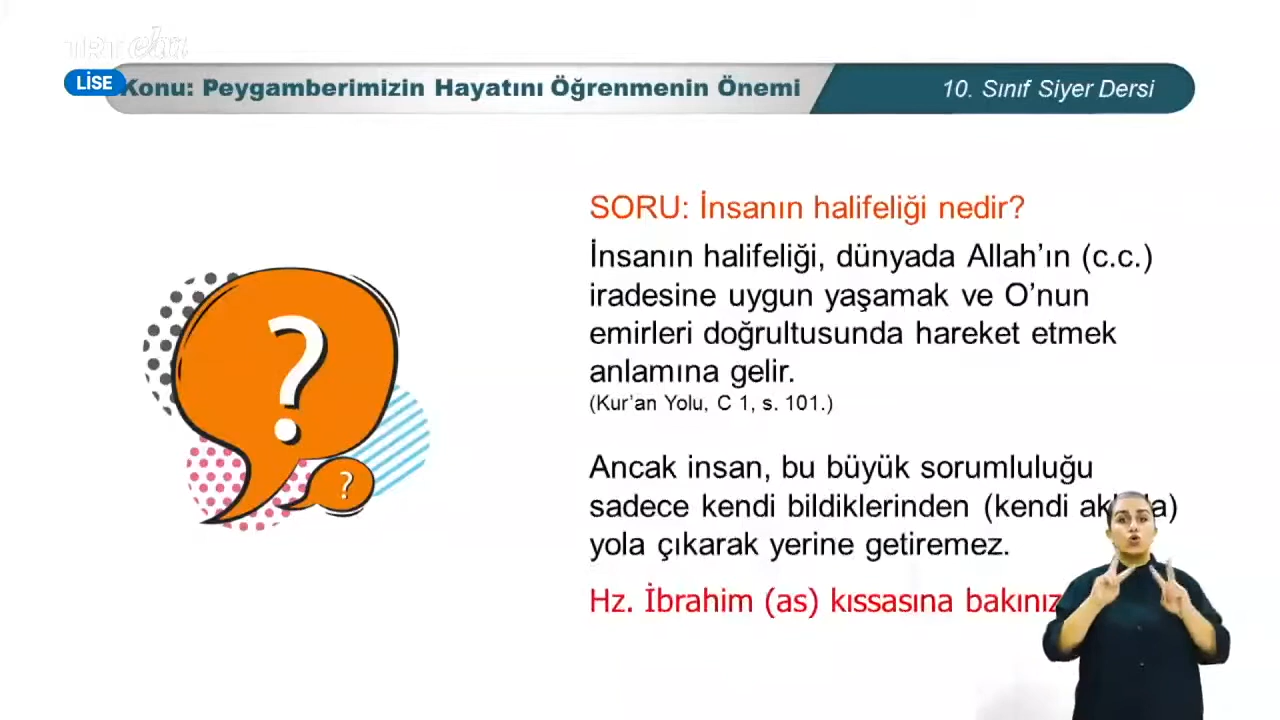 TRT eba
LİSE
Konu: Peygamberimizin Hayatını Öğrenmenin Önemi
10. Sınıf Siyer Dersi
SORU: İnsanın halifeliği nedir?
İnsanın halifeliği, dünyada Allah’ın (c.c.)
iradesine uygun yaşamak ve O’nun
emirleri doğrultusunda hareket etmek
anlamına gelir.
(Kur’an Yolu, C 1, s. 101.)
Ancak insan, bu büyük sorumluluğu
sadece kendi bildiklerinden (kendi
yola çıkarak yerine getiremez.
Hz. İbrahim (as) kıssasına bakınız
?
?